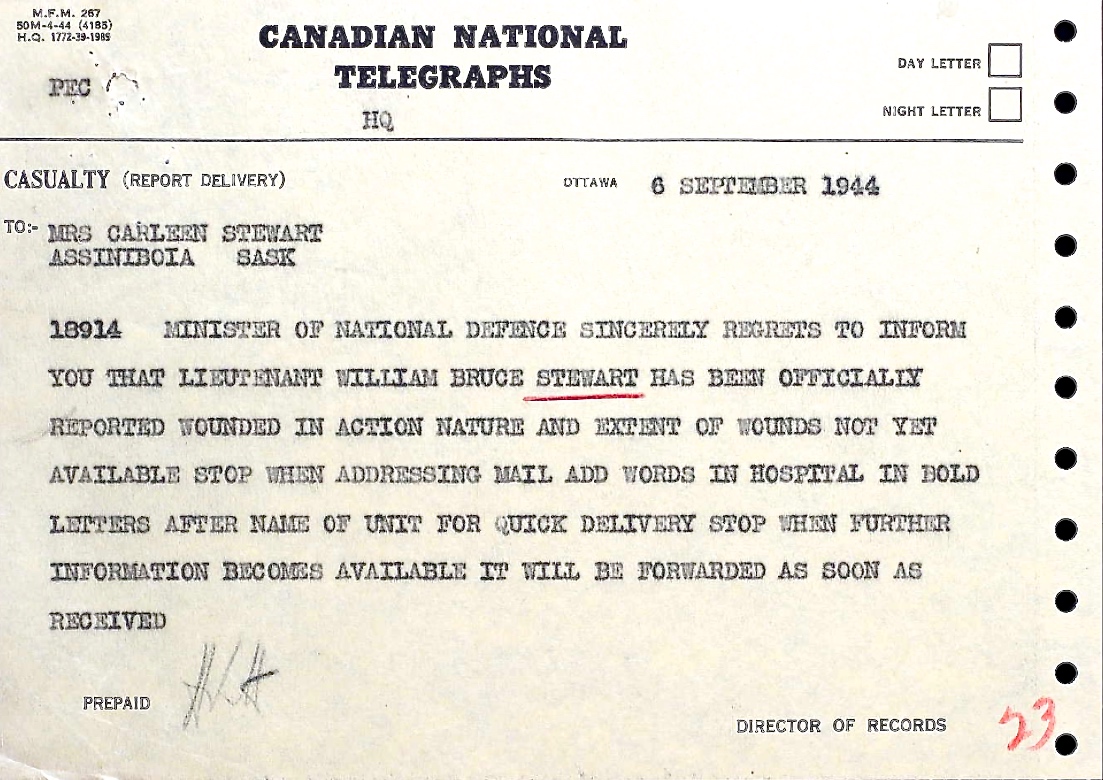 M.F.M. 267
50M-4-44 (4185)
H.Q. 1772-39-1985
CANADIAN NATIONAL
TELEGRAPHS
PEC
HQ
DAY LETTER
NIGHT LETTER
CASUALTY (REPORT DELIVERY)
OTTAWA 6 SEPTEMBER 1944
TO:- MRS CARLEEN STEWART
ASSINIBOIA SASK
18914 MINISTER OF NATIONAL DEFENCE SINCERELY REGRETS TO INFORM
YOU THAT LIEUTENANT WILLIAM BRUCE STEWART HAS BEEN OFFICIALLY
REPORTED WOUNDED IN ACTION NATURE AND EXTENT OF WOUNDS NOT YET
AVAILABLE STOP WHEN ADDRESSING MAIL ADD WORDS IN HOSPITAL IN BOLD
LETTERS AFTER NAME OF UNIT FOR QUICK DELIVERY STOP WHEN FURTHER
INFORMATION BECOMES AVAILABLE IT WILL BE FORWARDED AS SOON AS
RECEIVED
PREPAID
DIRECTOR OF RECORDS
23